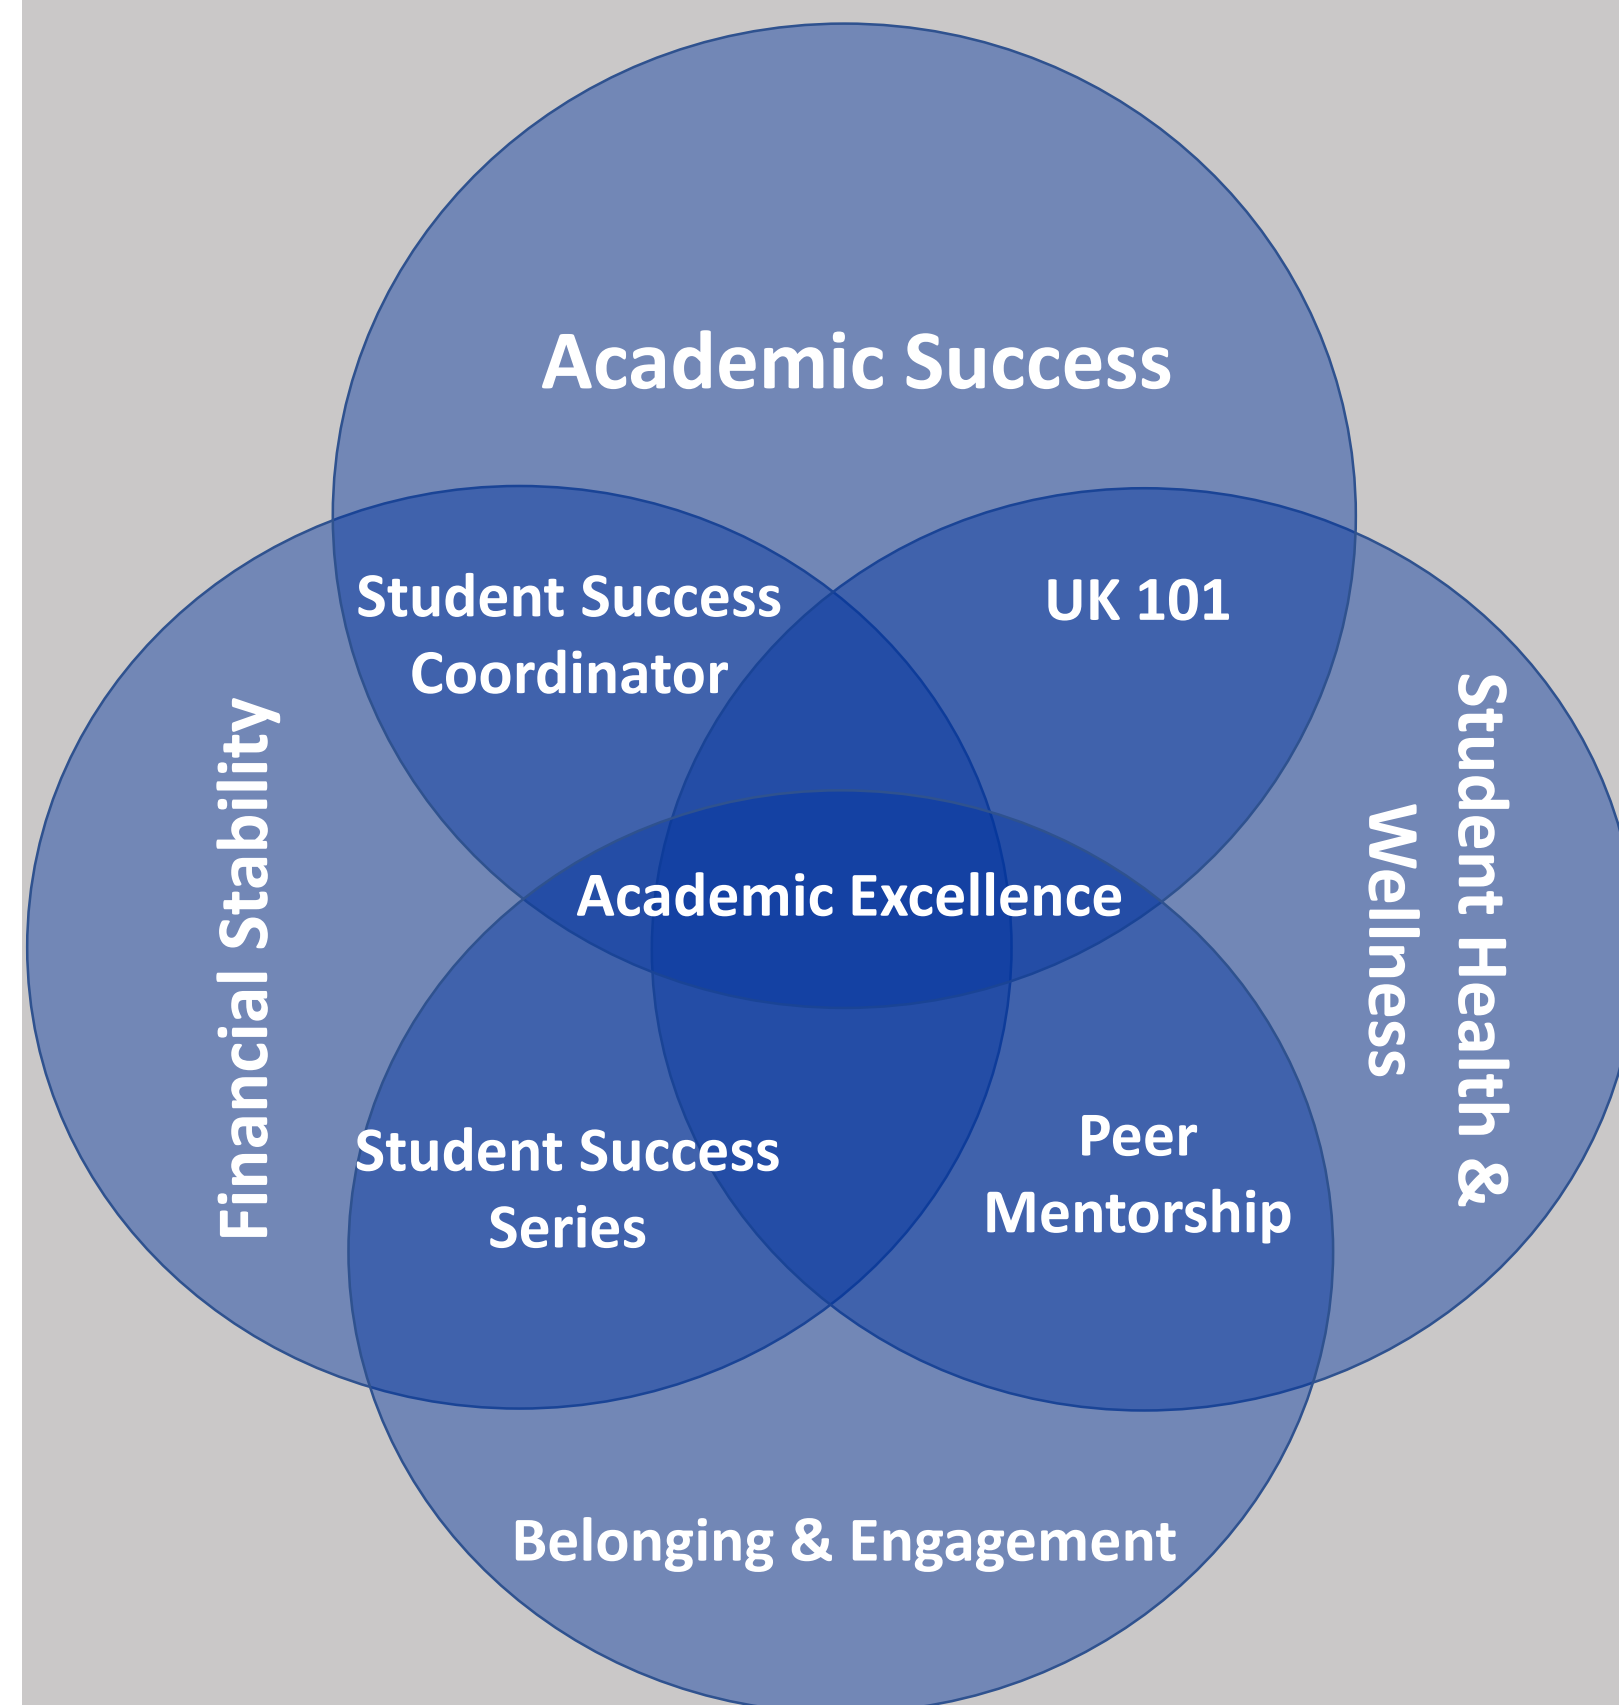 Academic Success
Student Success
Coordinator
UK 101
Financial Stability
Student Health &
Wellness
Academic Excellence
Student Success
Series
Peer
Mentorship
Belonging & Engagement